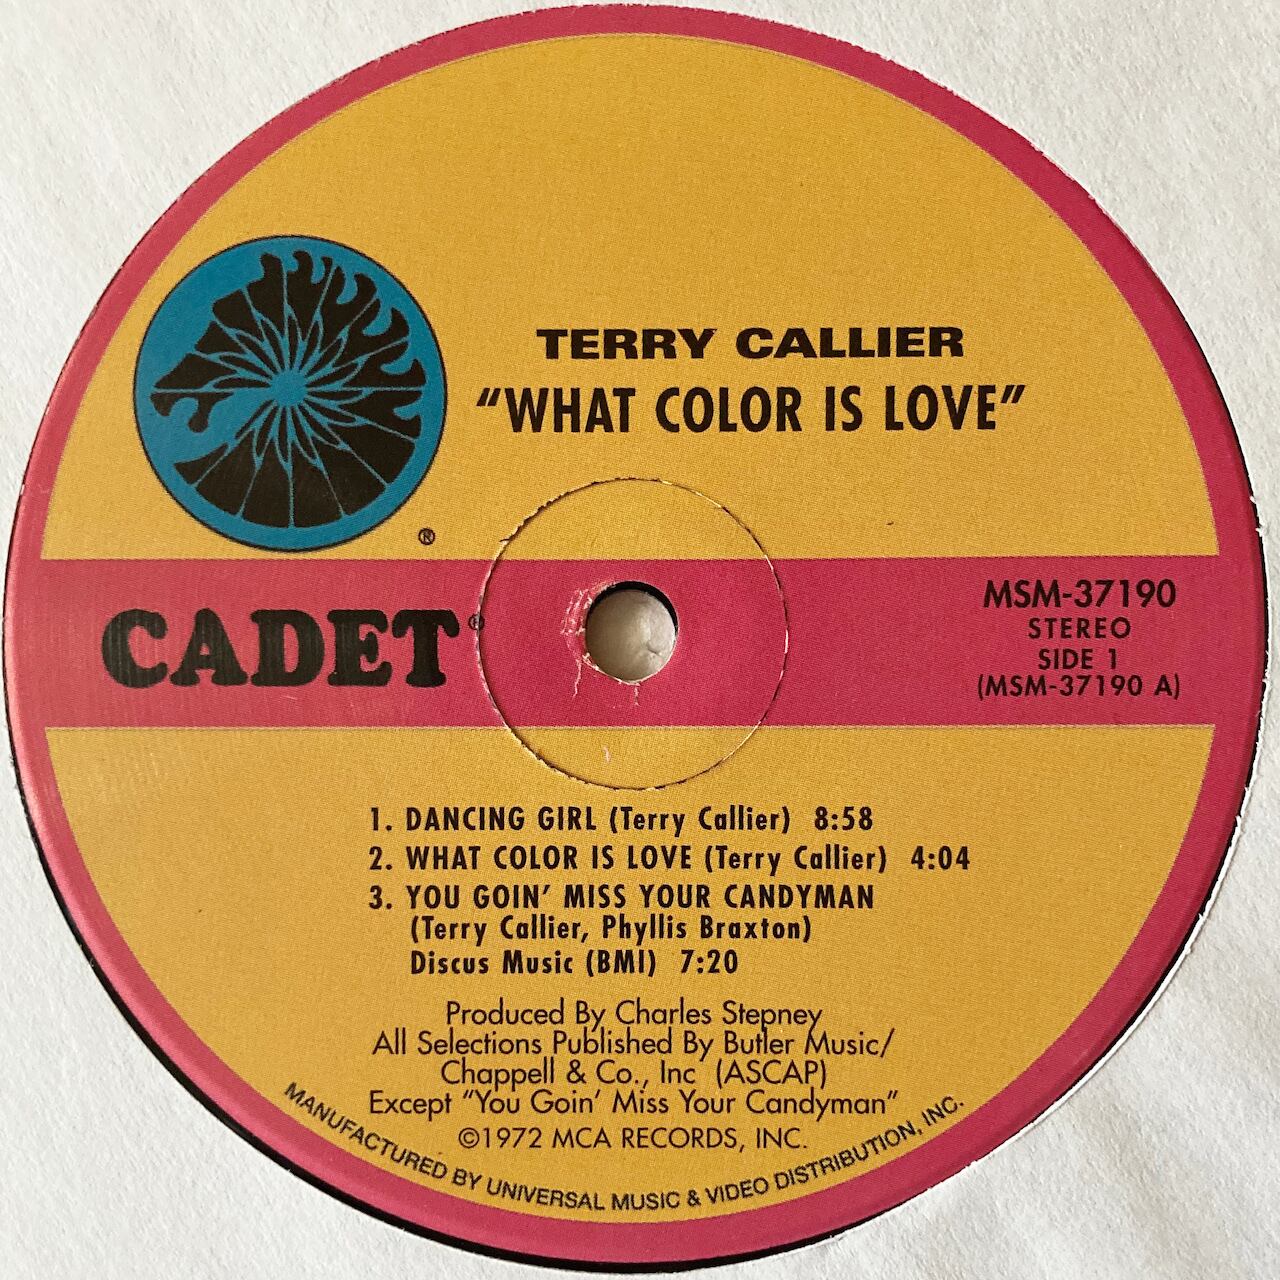 TERRY CALLIER
“WHAT COLOR IS LOVE”
®
CADET®
MSM-37190
STEREO
SIDE 1
(MSM-37190 A)
1. DANCING GIRL (Terry Callier) 8:58
2. WHAT COLOR IS LOVE (Terry Callier) 4:04
3. YOU GOIN’ MISS YOUR CANDYMAN
(Terry Callier, Phyllis Braxton)
Discus Music (BMI) 7:20
Produced By Charles Stepney
All Selections Published By Butler Music/
Chappell & Co., Inc (ASCAP)
Except “You Goin’ Miss Your Candyman”
©1972 MCA RECORDS, INC.
MANUFACTURED BY UNIVERSAL MUSIC & VIDEO DISTRIBUTION, INC.